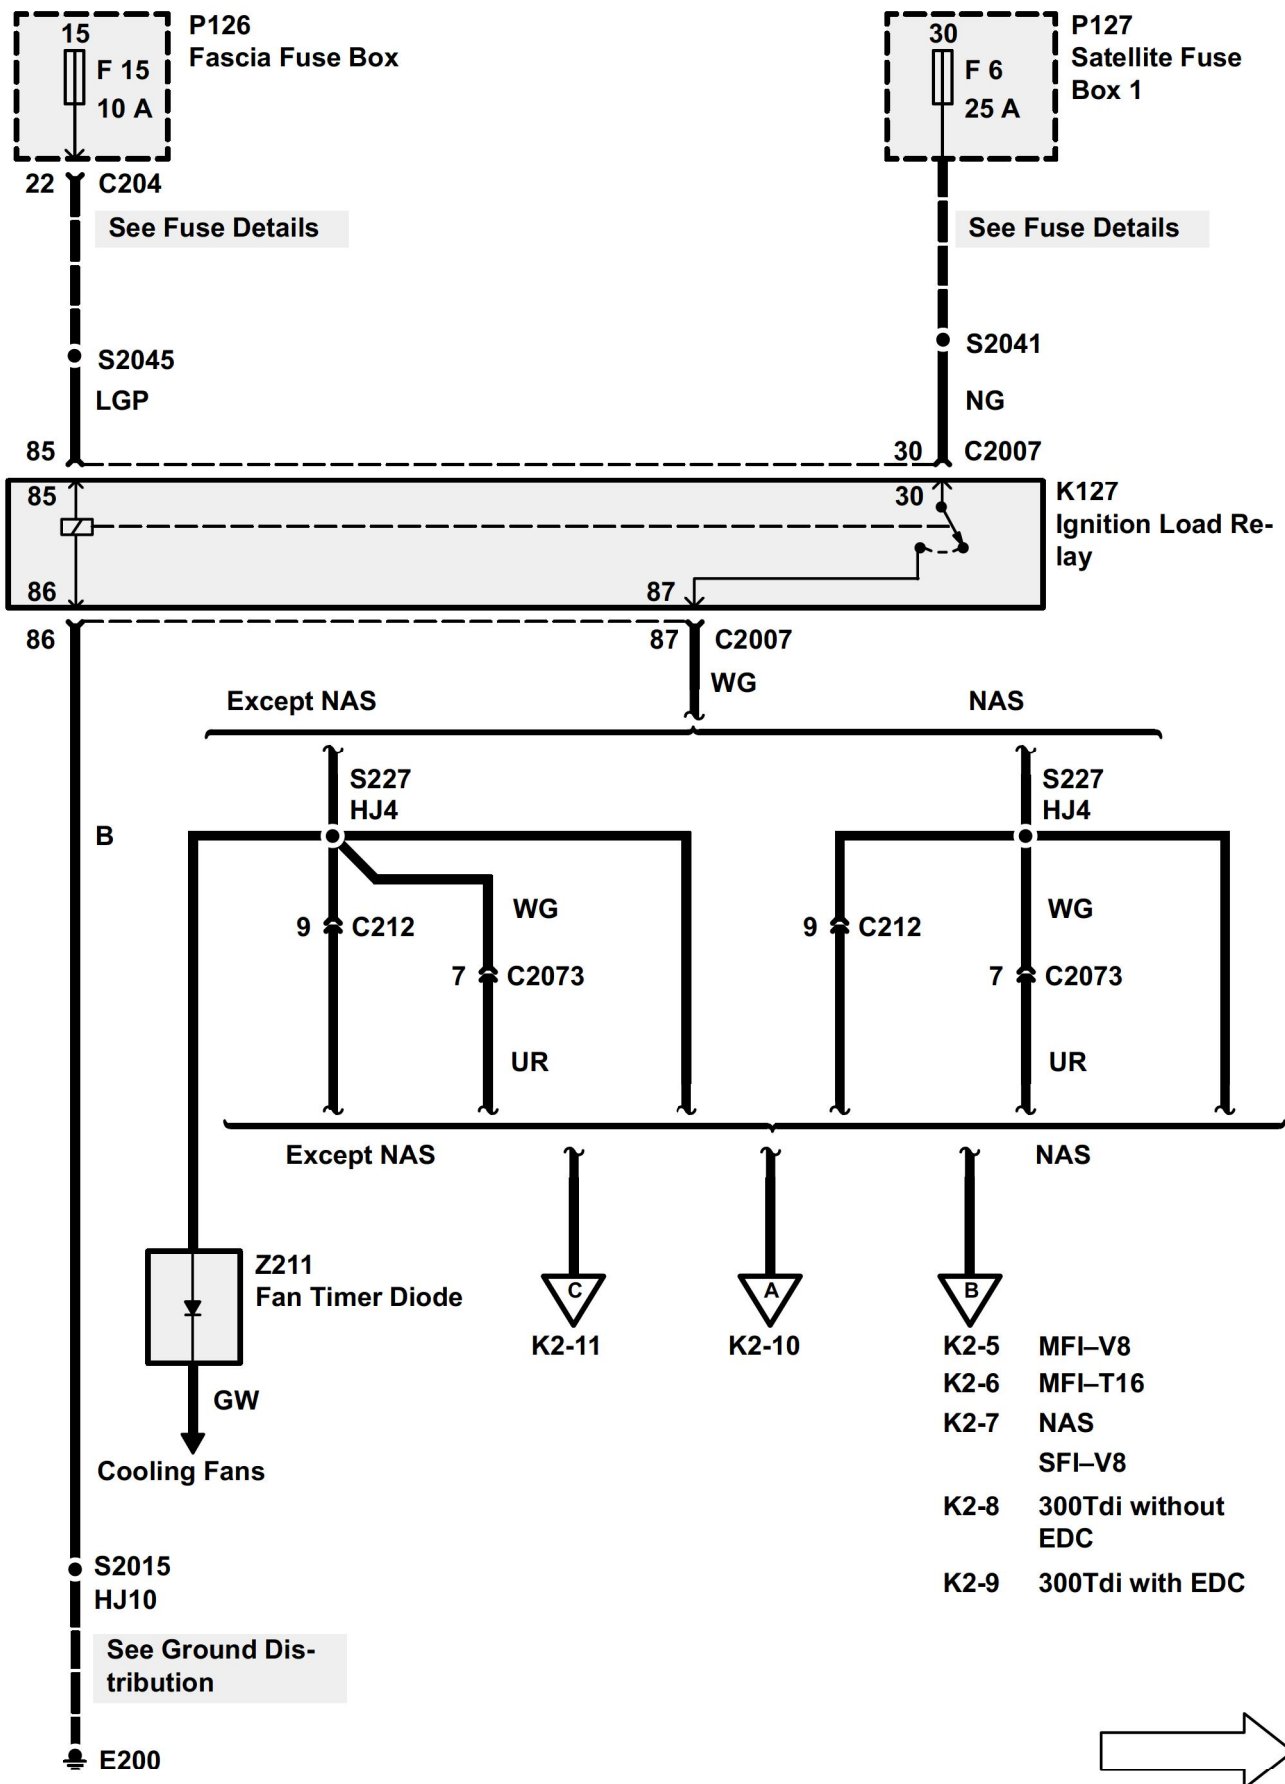 15
F 15
10 A
P126
Fascia Fuse Box
30
F 6
25 A
P127
Satellite Fuse
Box 1
22
C204
See Fuse Details
See Fuse Details
S2045
LGP
S2041
NG
85
30
C2007
85
30
K127
Ignition Load Re-
lay
86
87
86
87
C2007
WG
Except NAS
NAS
S227
HJ4
S227
HJ4
B
WG
WG
9
C212
9
C212
7
C2073
7
C2073
UR
UR
Except NAS
NAS
Z211
Fan Timer Diode
C
A
B
K2-11
K2-10
K2-5 MFI–V8
K2-6 MFI–T16
K2-7 NAS
SFI–V8
K2-8 300Tdi without
EDC
K2-9 300Tdi with EDC
GW
Cooling Fans
S2015
HJ10
See Ground Dis-
tribution
E200